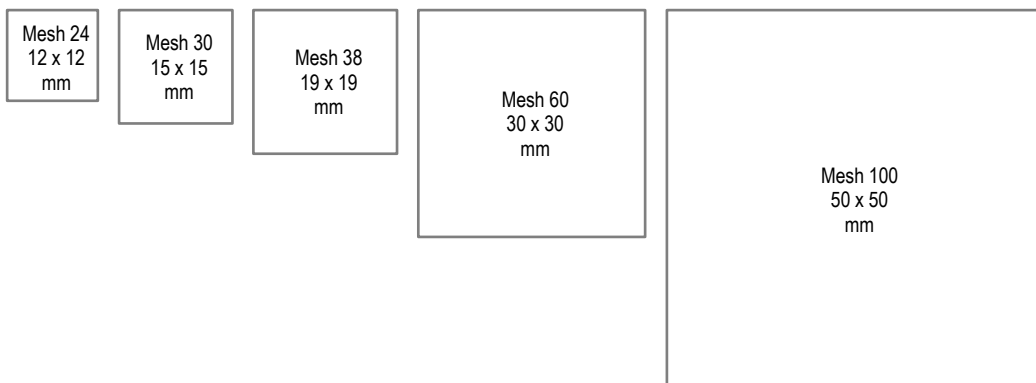 Mesh 24
12 x 12
mm
Mesh 30
15 x 15
mm
Mesh 38
19 x 19
mm
Mesh 60
30 x 30
mm
Mesh 100
50 x 50
mm